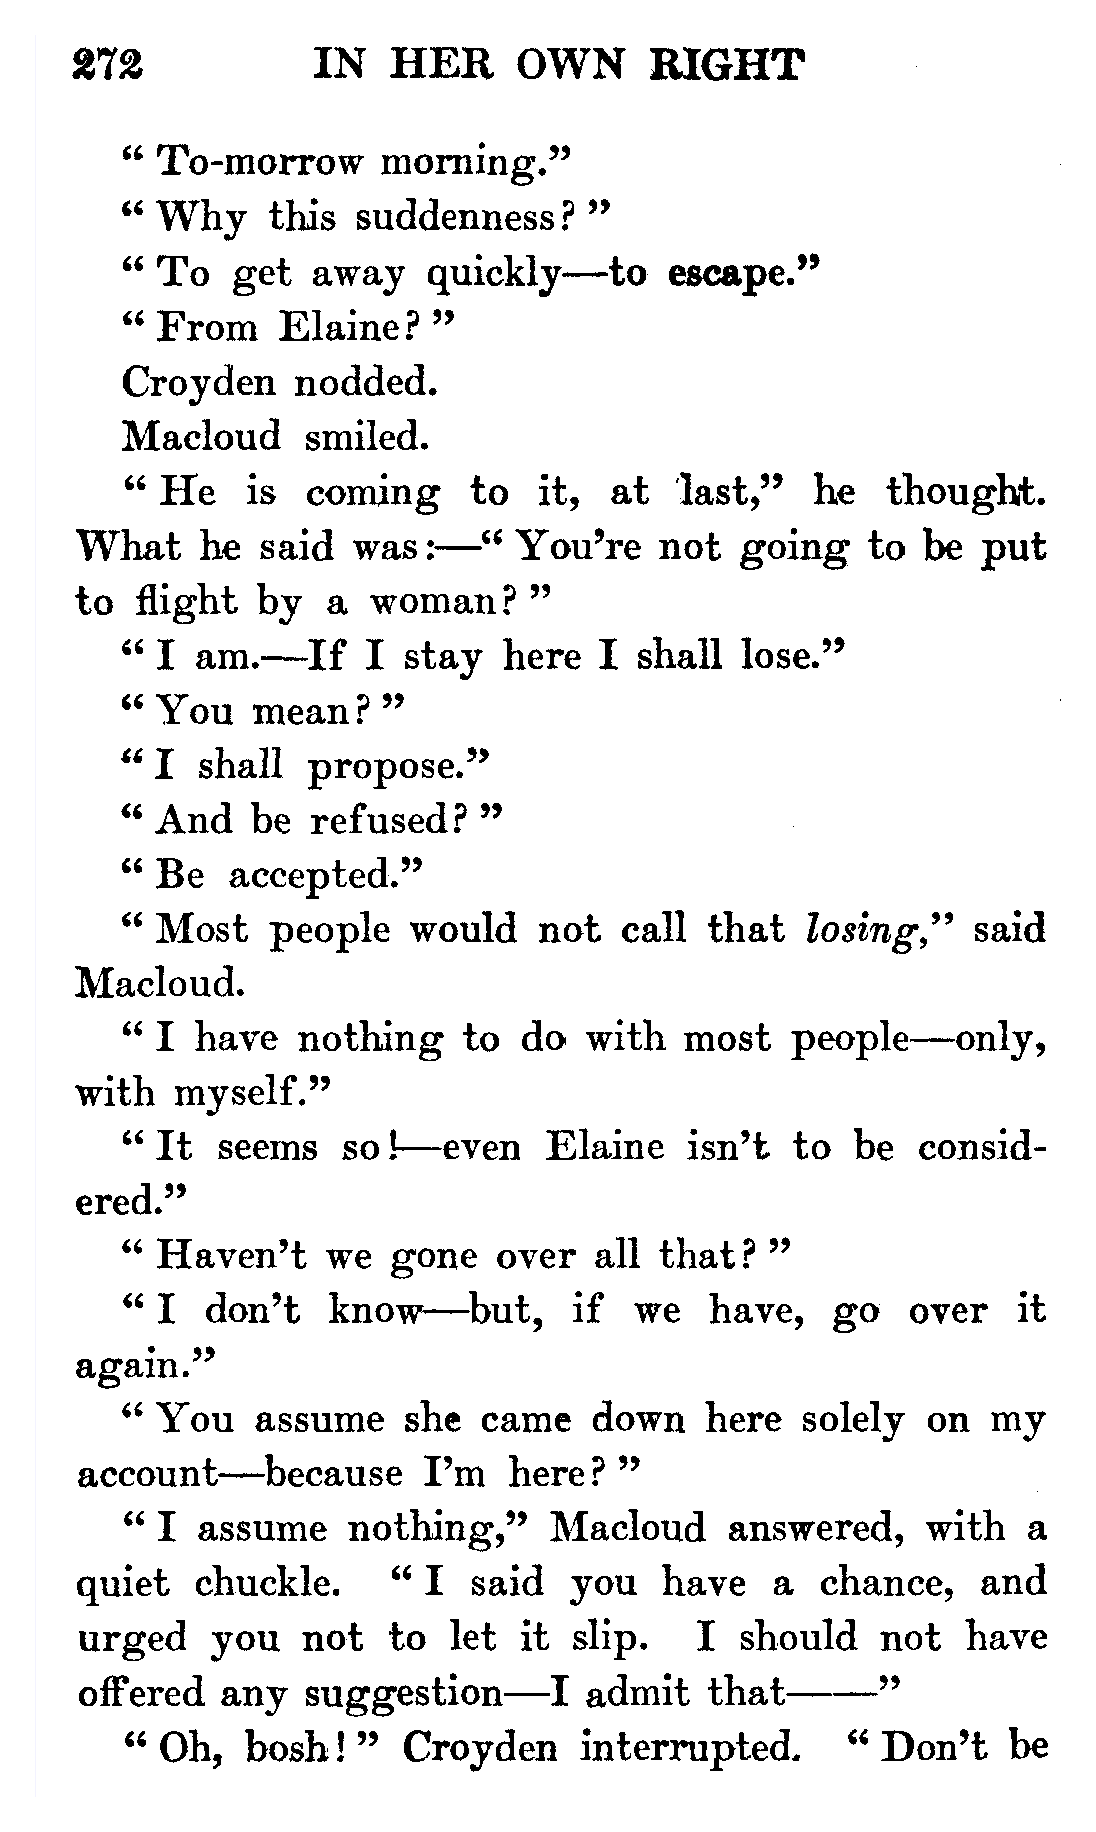 272 IN HER OWN RIGHT
“ To-morrow morning.”
“ Why this suddenness? ”
“ To get away quickly—to escape.”
“ From Elaine? ”
Croyden nodded.
Macloud smiled.
“ He is coming to it, at last,” he thought.
What he said was:—“ You’re not going to be put
to flight by a woman? ”
“ I am.—If I stay here I shall lose.”
“ You mean? ”
“ I shall propose.”
“ And be refused? ”
“ Be accepted.”
“ Most people would not call that losing,” said
Macloud.
“ I have nothing to do with most people—only,
with myself.”
“ It seems so!—even Elaine isn’t to be consid-
ered.”
“ Haven’t we gone over all that? ”
“ I don’t know—but, if we have, go over it
again.”
“ You assume she came down here solely on my
account—because I’m here? ”
“ I assume nothing,” Macloud answered, with a
quiet chuckle. “ I said you have a chance, and
urged you not to let it slip. I should not have
offered any suggestion—I admit that——”
“ Oh, bosh! ” Croyden interrupted. “ Don’t be